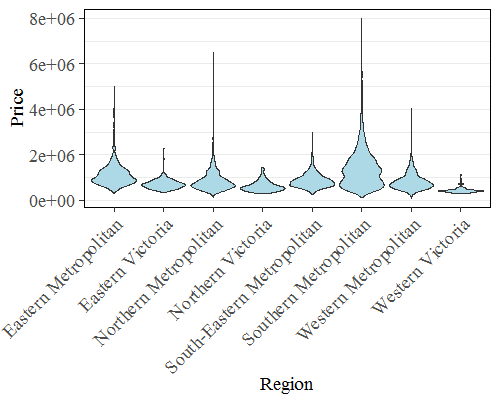 8e+06
6e+06
4e+06
2e+06
0e+00
Price
Eastern Metropolitan
Eastern Victoria
Northern Metropolitan
Northern Victoria
South-Eastern Metropolitan
Southern Metropolitan
Western Metropolitan
Western Victoria
Region